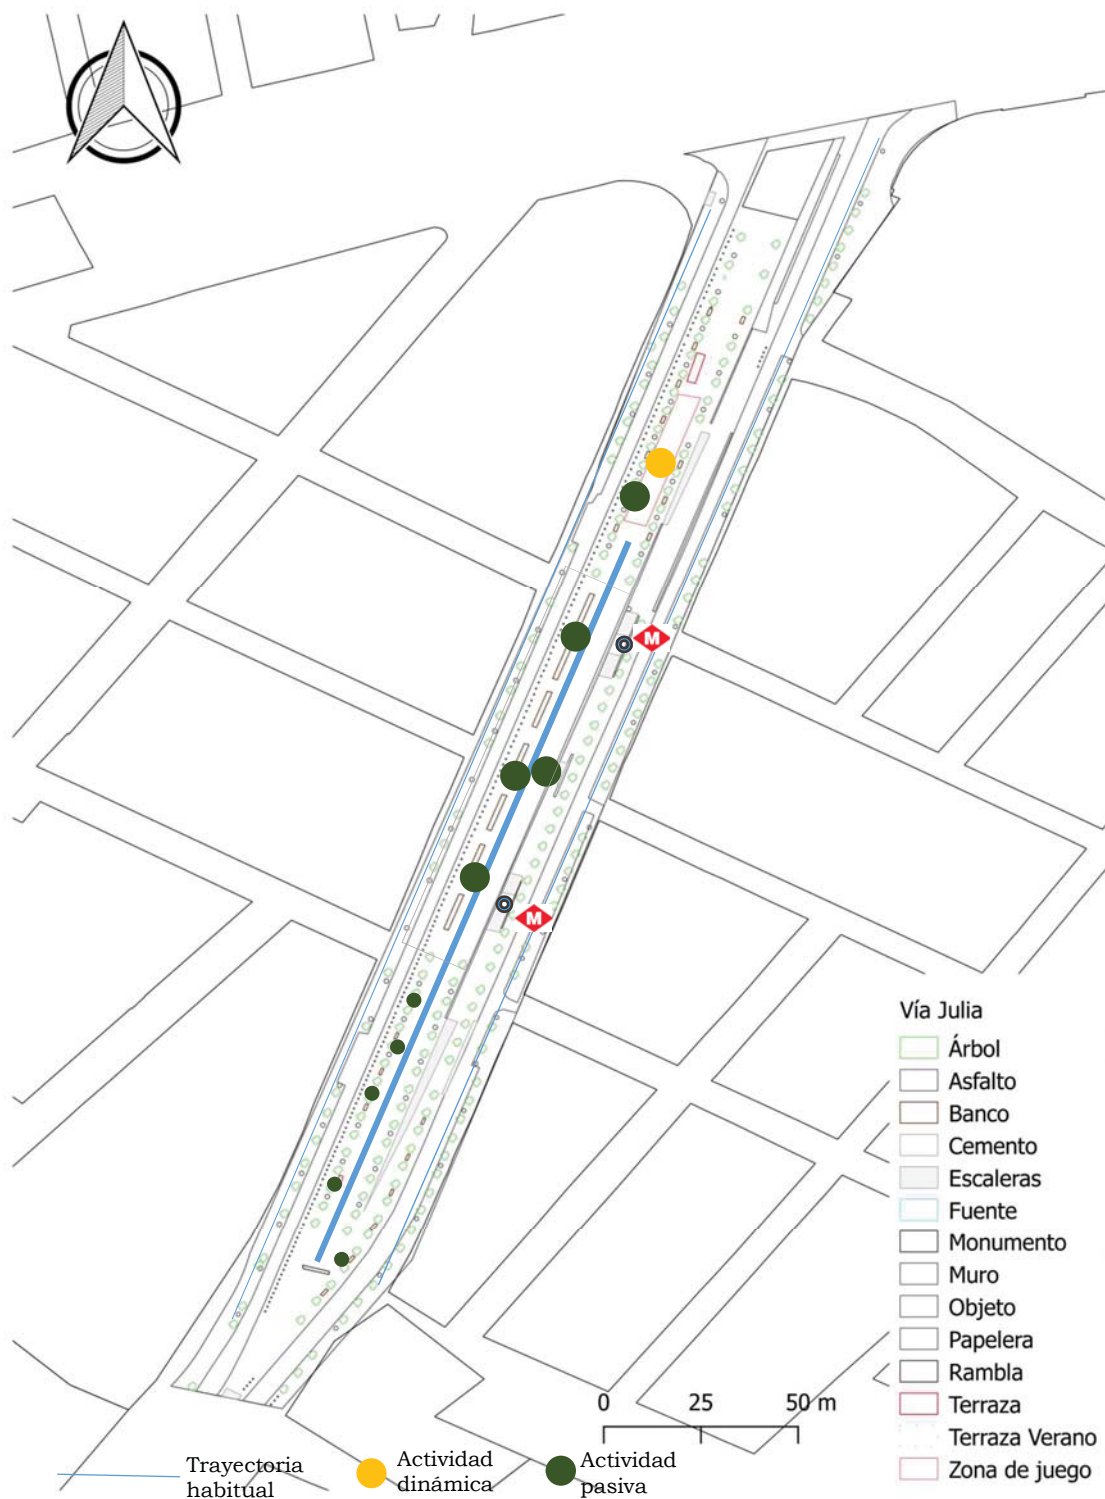 M
M
Vía Julia
Árbol
Asfalto
Banco
Cemento
Escaleras
Fuente
Monumento
Muro
Objeto
Papelera
Rambla
Terraza
Terraza Verano
Zona de juego
0 25 50 m
Trayectoria
habitual
Actividad
dinámica
Actividad
pasiva